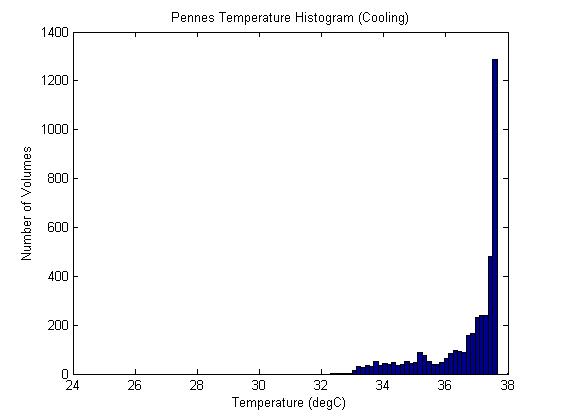 Pennes Temperature Histogram (Cooling)
1400
1200
1000
800
600
400
200
0
Number of Volumes
24 26 28 30 32 34 36 38
Temperature (degC)